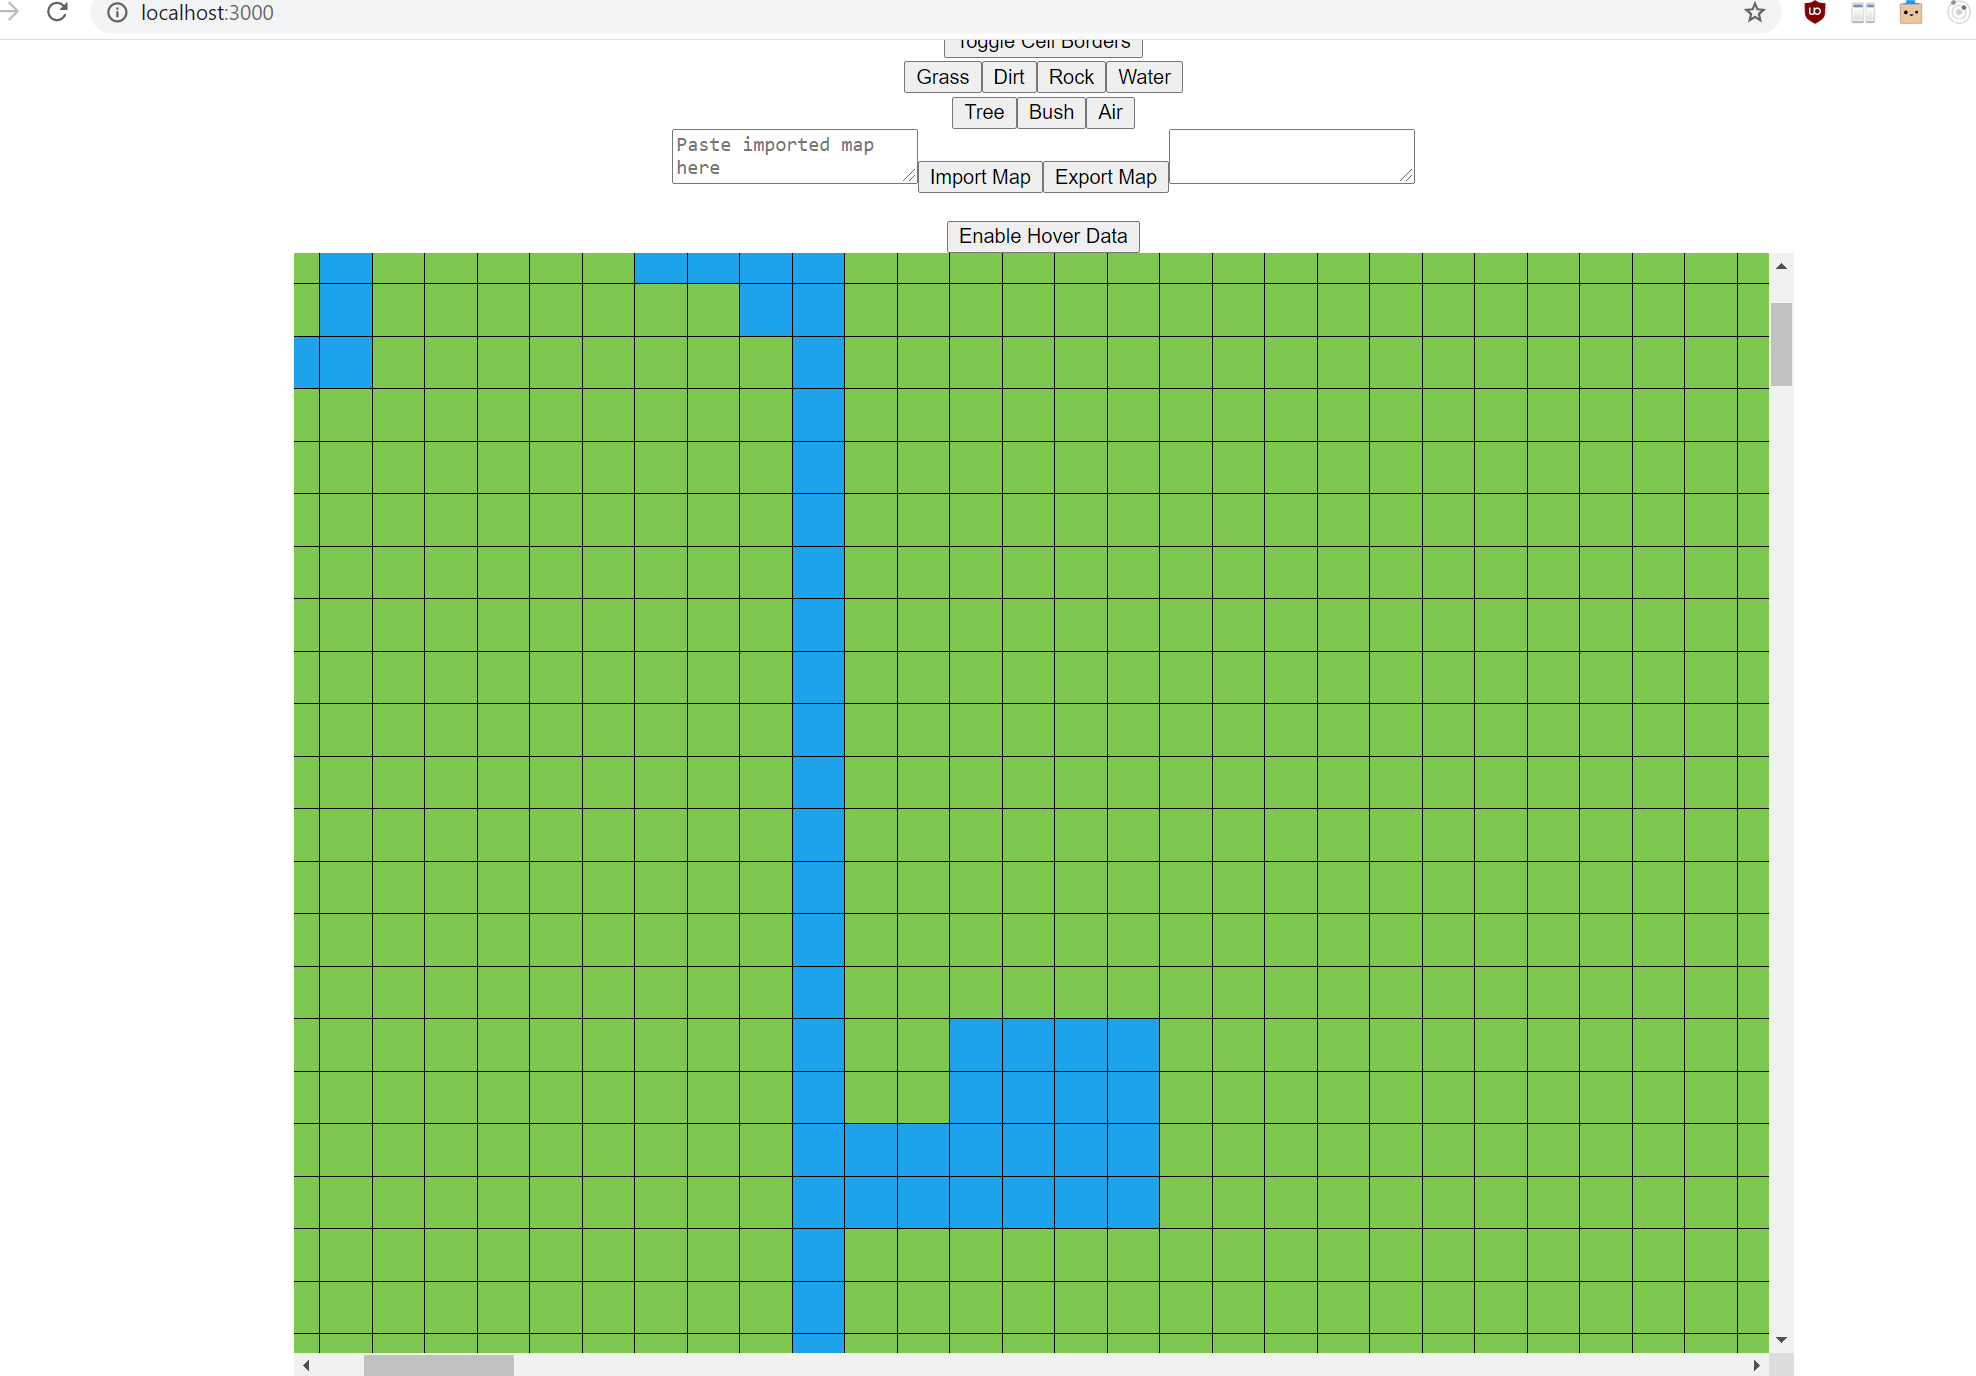 localhost:3000
Toggle Cell Borders
Grass Dirt Rock Water
Tree Bush Air
Paste imported map
here
Import Map Export Map
Enable Hover Data